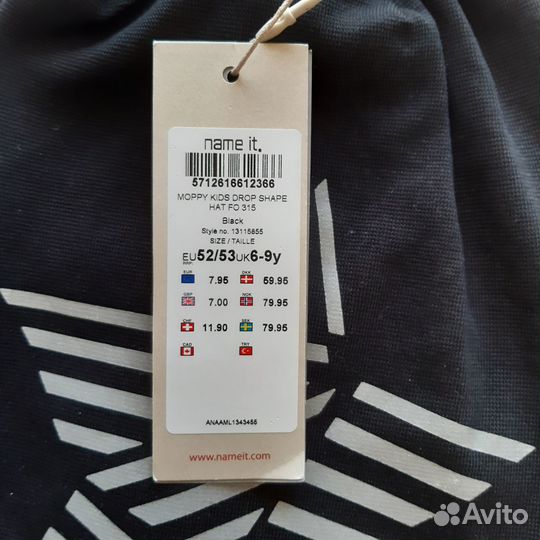 name it.
5712616612366
MOPPY KIDS DROP SHAPE
HAT FO 315
Black
Style no. 13115855
SIZE / TAILLE
EU52/53UK6-9y
RRP:
EUR 7.95 DKK 59.95
GBP 7.00 NOK 79.95
CHF 11.90 SEK 79.95
CAD TRY
ANAAML1343455
www.nameit.com
Avito